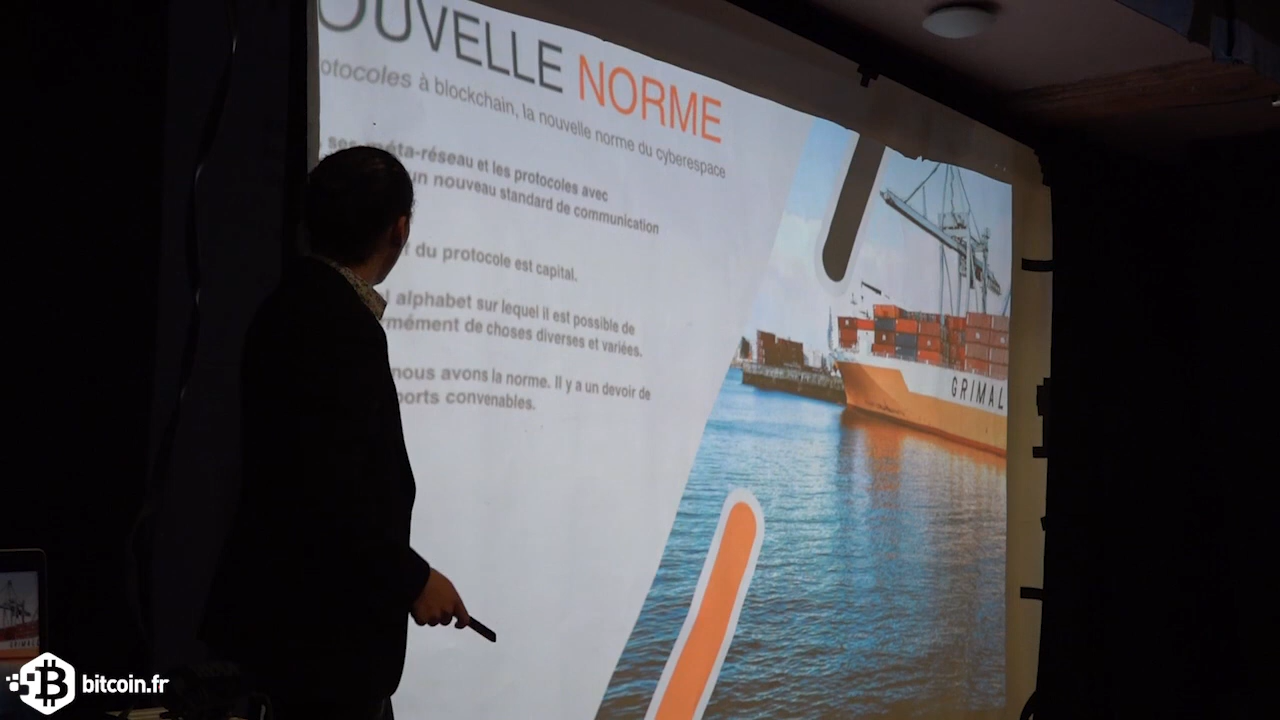 OUVELLE NORME
otocoles à blockchain, la nouvelle norme du cyberespace
ses méta-réseau et les protocoles avec
un nouveau standard de communication
t du protocole est capital.
alphabet sur lequel il est possible de
rmément de choses diverses et variées.
nous avons la norme. Il y a un devoir de
ports convenables.
GRIMAL
bitcoin.fr